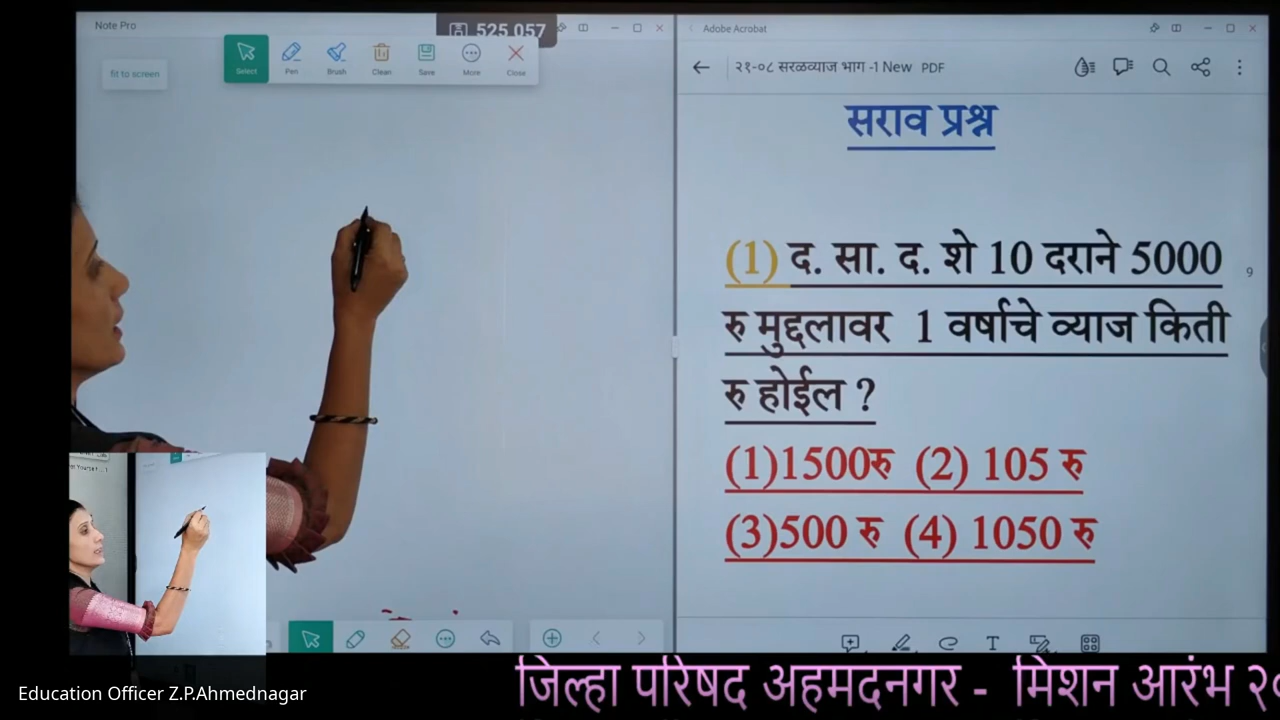 Note Pro
525.057
Adobe Acrobat
fit to screen
Select Pen Brush Clean Save More Close
२१-०८ सरळव्याज भाग -1 New PDF
सराव प्रश्न
(1) द. सा. द. शे 10 दराने 5000
9
रु मुद्दलावर 1 वर्षाचे व्याज किती
रु होईल ?
(1)1500रु (2) 105 रु
(3)500 रु (4) 1050 रु
Education Officer Z.P.Ahmednagar
जिल्हा परिषद अहमदनगर - मिशन आरंभ